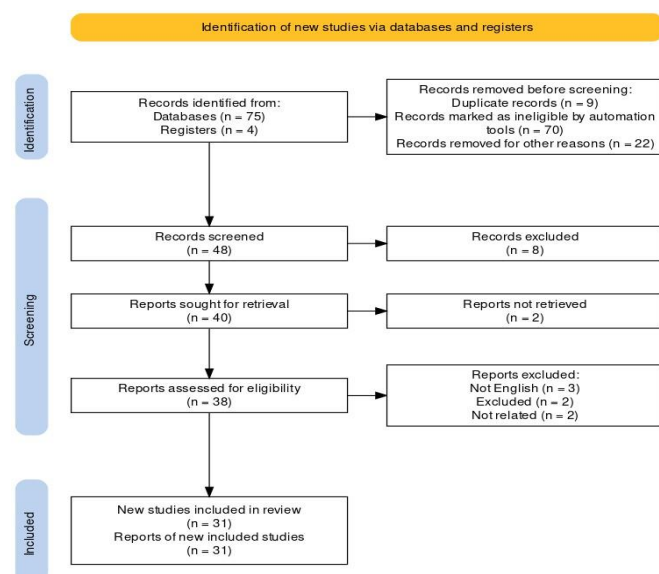 Identification of new studies via databases and registers
Identification
Records identified from:
Databases (n = 75)
Registers (n = 4)
Records removed before screening:
Duplicate records (n = 9)
Records marked as ineligible by automation
tools (n = 70)
Records removed for other reasons (n = 22)
Screening
Records screened
(n = 48)
Records excluded
(n = 8)
Reports sought for retrieval
(n = 40)
Reports not retrieved
(n = 2)
Reports assessed for eligibility
(n = 38)
Reports excluded:
Not English (n = 3)
Excluded (n = 2)
Not related (n = 2)
Included
New studies included in review
(n = 31)
Reports of new included studies
(n = 31)